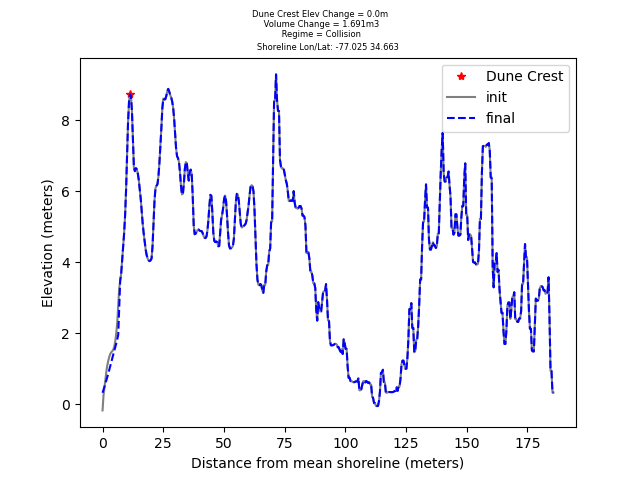 Dune Crest Elev Change = 0.0m
Volume Change = 1.691m3
Regime = Collision
Shoreline Lon/Lat: -77.025 34.663
Dune Crest
init
final
Elevation (meters)
8
6
4
2
0
0 25 50 75 100 125 150 175
Distance from mean shoreline (meters)